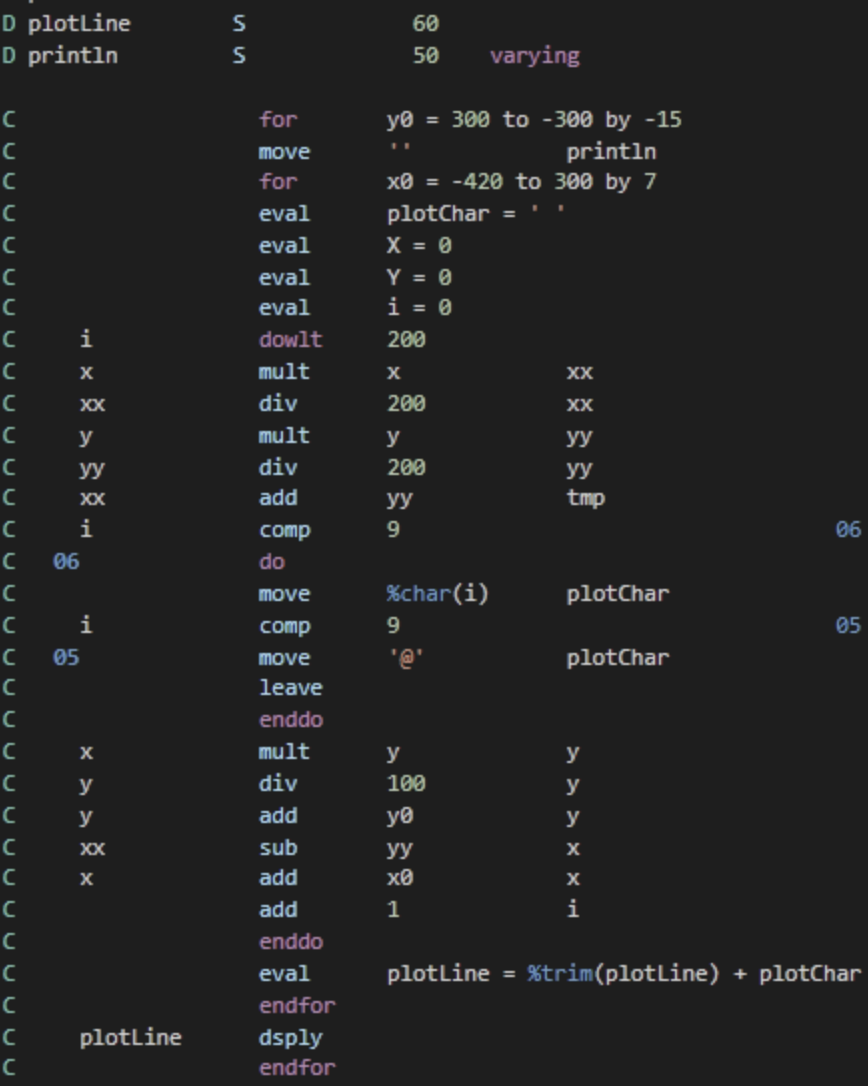 D plotLine S 60
D println S 50 varying
C for y0 = 300 to -300 by -15
C move '' println
C for x0 = -420 to 300 by 7
C eval plotChar = ' '
C eval X = 0
C eval Y = 0
C eval i = 0
C i dowlt 200
C x mult x xx
C xx div 200 xx
C y mult y yy
C yy div 200 yy
C xx add yy tmp
C i comp 9 06
C 06 do
C move %char(i) plotChar
C i comp 9 05
C 05 move '@' plotChar
C leave
C enddo
C x mult y y
C y div 100 y
C y add y0 y
C xx sub yy x
C x add x0 x
C add 1 i
C enddo
C eval plotLine = %trim(plotLine) + plotChar
C endfor
C plotLine dsply
C endfor